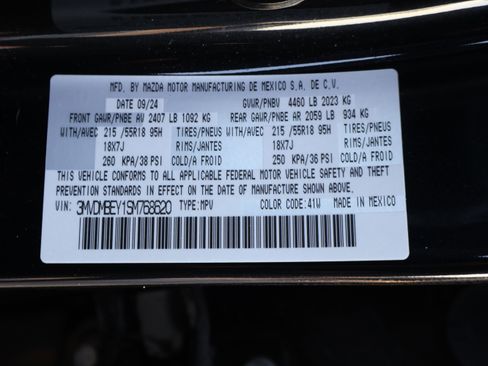 MFD. BY MAZDA MOTOR MANUFACTURING DE MEXICO S.A. DE C.V.
DATE 09/24 GVWR/PNBV 4460 LB 2023 KG
FRONT GAWR/PNBE AV 2407 LB 1092 KG REAR GAWR/PNBE AR 2059 LB 934 KG
WITH/AVEC 215 /55R18 95H TIRES/PNEUS WITH/AVEC 215 /55R18 95H TIRES/PNEUS
18X7J RIMS/JANTES 18X7J RIMS/JANTES
260 KPA/38 PSI COLD/A FROID 250 KPA/36 PSI COLD/A FROID
THIS VEHICLE CONFORMS TO ALL APPLICABLE FEDERAL MOTOR VEHICLE SAFETY AND THEFT
PREVENTION STANDARDS IN EFFECT ON THE DATE OF MANUFACTURE SHOWN ABOVE.
VIN: 3MVDMBEY1SM768620 TYPE:MPV COLOR CODE:41W MADE IN MEXICO